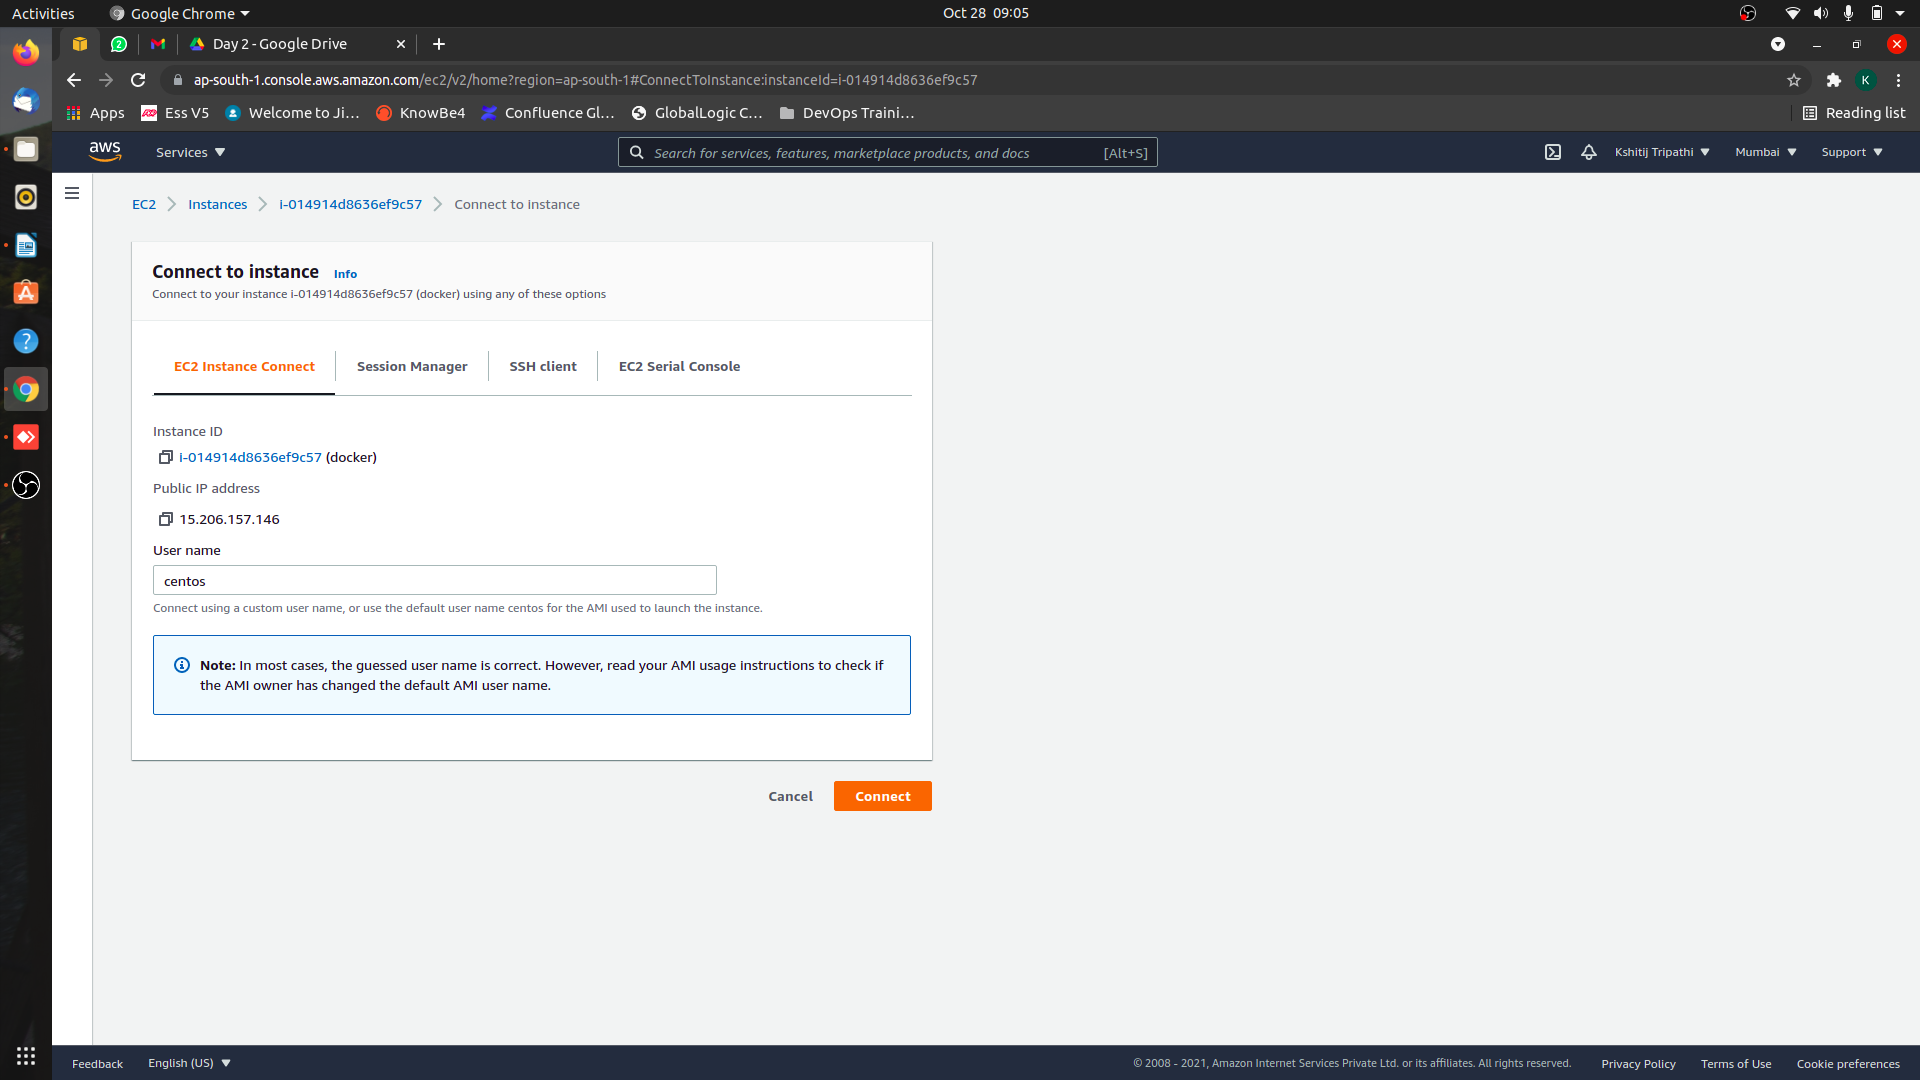 Activities
Google Chrome
Oct 28 09:05
2
Day 2 - Google Drive
ap-south-1.console.aws.amazon.com/ec2/v2/home?region=ap-south-1#ConnectToInstance:instanceId=i-014914d8636ef9c57
K
Apps
Ess V5
Welcome to Ji...
KnowBe4
Confluence Gl...
GlobalLogic C...
DevOps Traini...
Reading list
aws
Services
Search for services, features, marketplace products, and docs
[Alt+S]
Kshitij Tripathi
Mumbai
Support
EC2
Instances
i-014914d8636ef9c57
Connect to instance
Connect to instance Info
Connect to your instance i-014914d8636ef9c57 (docker) using any of these options
EC2 Instance Connect
Session Manager
SSH client
EC2 Serial Console
Instance ID
i-014914d8636ef9c57 (docker)
Public IP address
15.206.157.146
User name
centos
Connect using a custom user name, or use the default user name centos for the AMI used to launch the instance.
Note: In most cases, the guessed user name is correct. However, read your AMI usage instructions to check if
the AMI owner has changed the default AMI user name.
Cancel
Connect
Feedback
English (US)
© 2008 - 2021, Amazon Internet Services Private Ltd. or its affiliates. All rights reserved.
Privacy Policy
Terms of Use
Cookie preferences